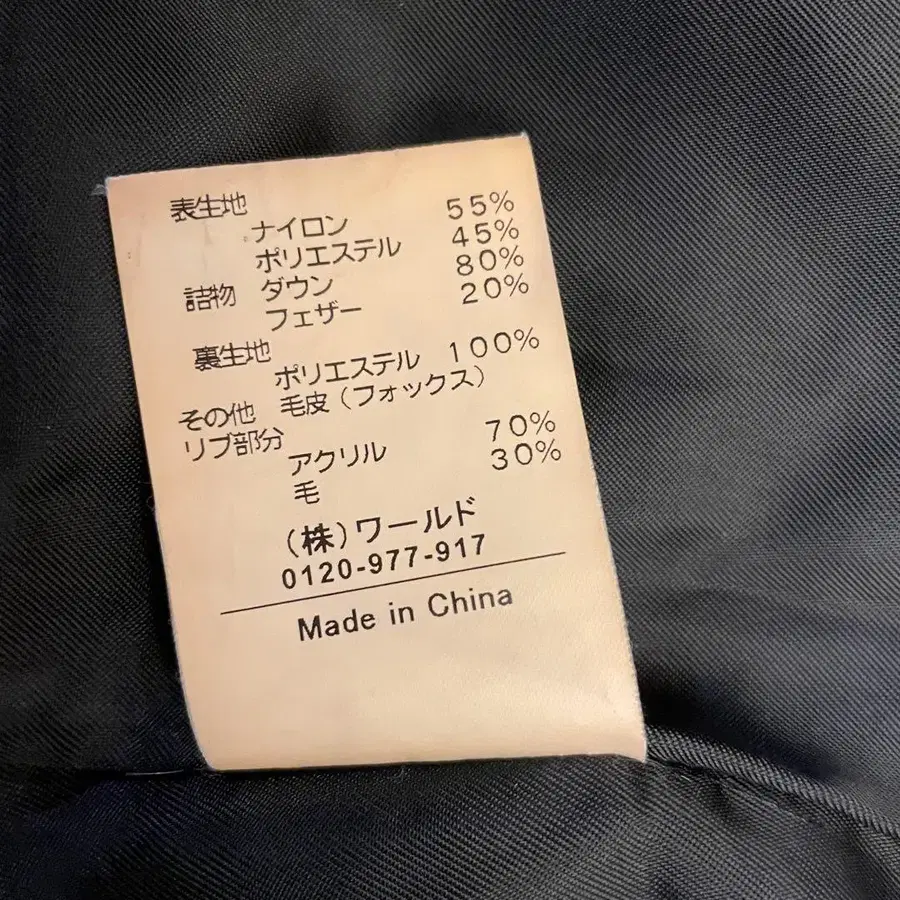 表生地
ナイロン 55%
ポリエステル 45%
詰物 ダウン 80%
フェザー 20%
裏生地
ポリエステル 100%
その他 毛皮(フォックス)
リブ部分
アクリル 70%
毛 30%
(株)ワールド
0120-977-917
Made in China